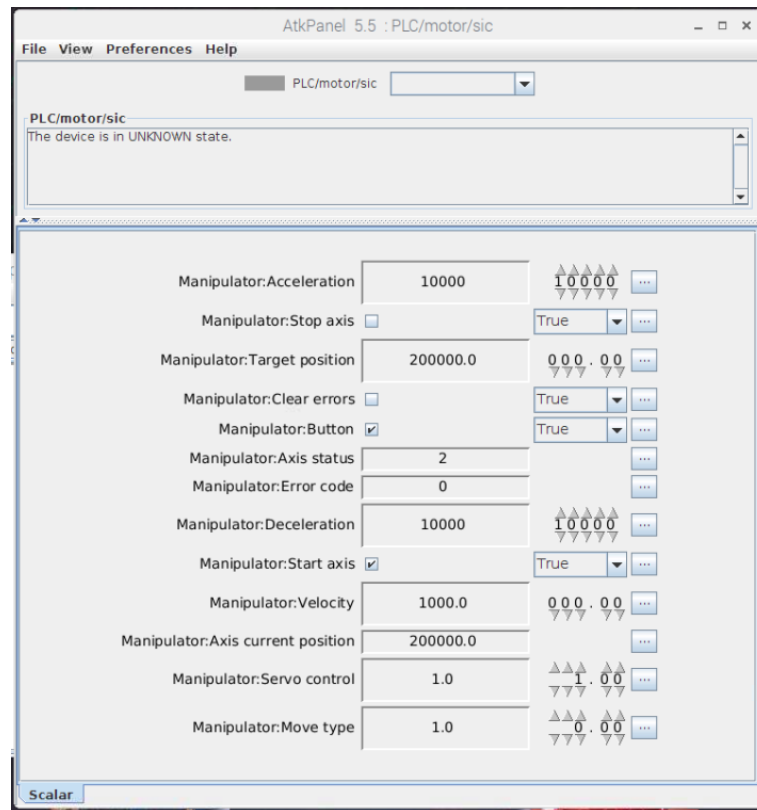 AtkPanel 5.5 : PLC/motor/sic
File View Preferences Help
PLC/motor/sic
PLC/motor/sic
The device is in UNKNOWN state.
Manipulator:Acceleration 10000 10000 ...
Manipulator:Stop axis True ...
Manipulator:Target position 200000.0 000.00 ...
Manipulator:Clear errors True ...
Manipulator:Button True ...
Manipulator:Axis status 2 ...
Manipulator:Error code 0 ...
Manipulator:Deceleration 10000 10000 ...
Manipulator:Start axis True ...
Manipulator:Velocity 1000.0 000.00 ...
Manipulator:Axis current position 200000.0 ...
Manipulator:Servo control 1.0 1.00 ...
Manipulator:Move type 1.0 0.00 ...
Scalar